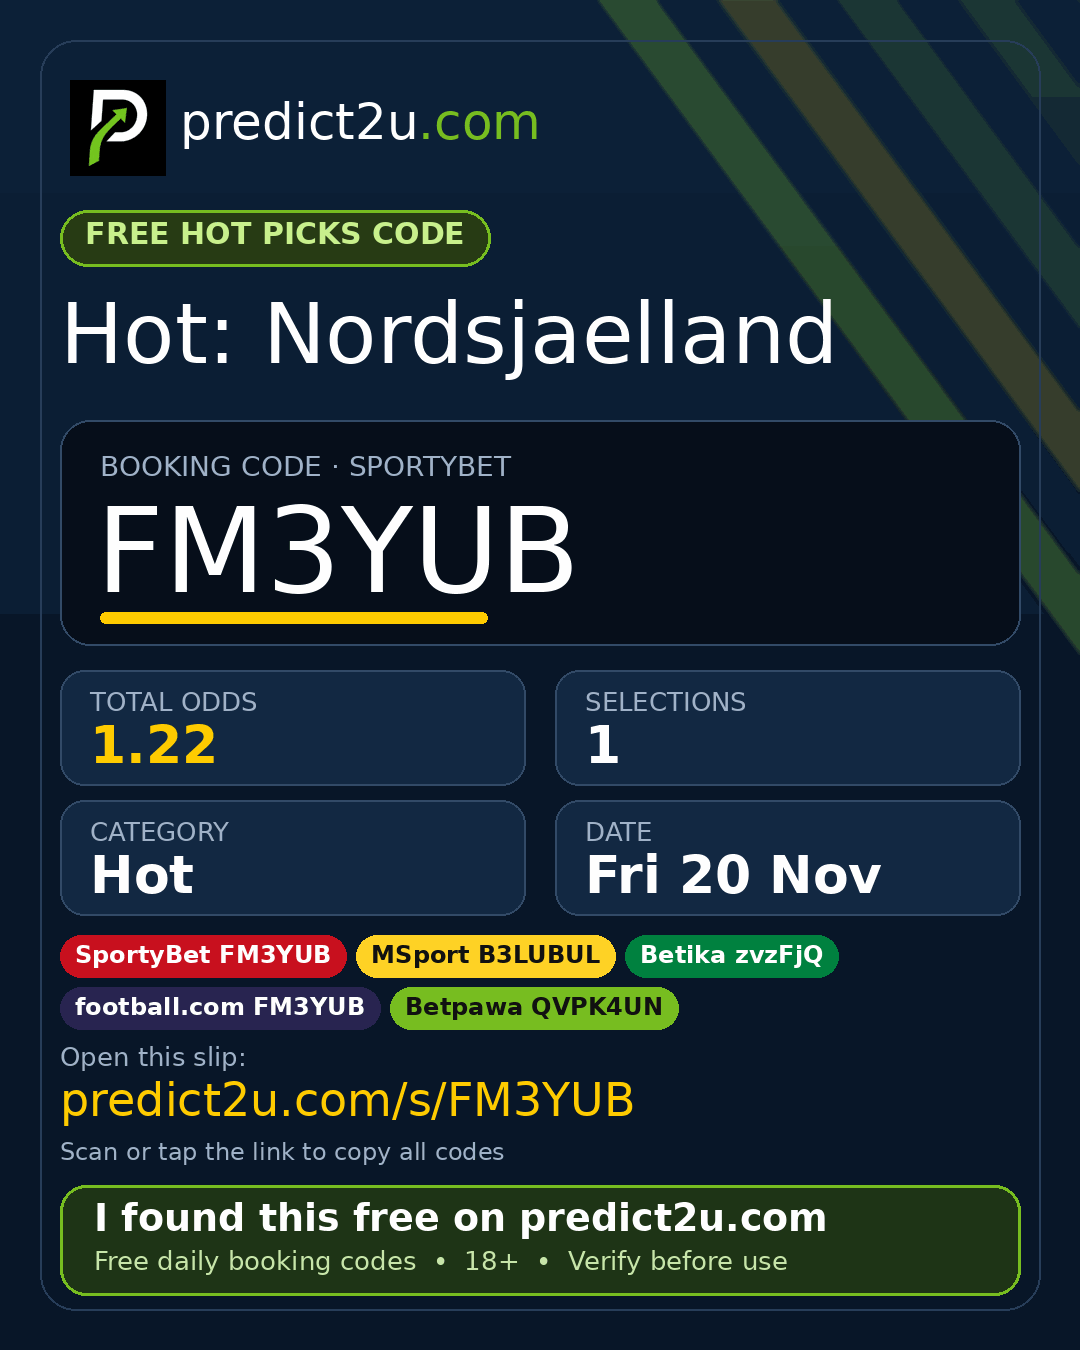 predict2u.com
FREE HOT PICKS CODE
Hot: Nordsjaelland
BOOKING CODE · SPORTYBET
FM3YUB
TOTAL ODDS
1.22
SELECTIONS
1
CATEGORY
Hot
DATE
Fri 20 Nov
SportyBet FM3YUB
MSport B3LUBUL
Betika zvzFjQ
football.com FM3YUB
Betpawa QVPK4UN
Open this slip:
predict2u.com/s/FM3YUB
Scan or tap the link to copy all codes
I found this free on predict2u.com
Free daily booking codes • 18+ • Verify before use